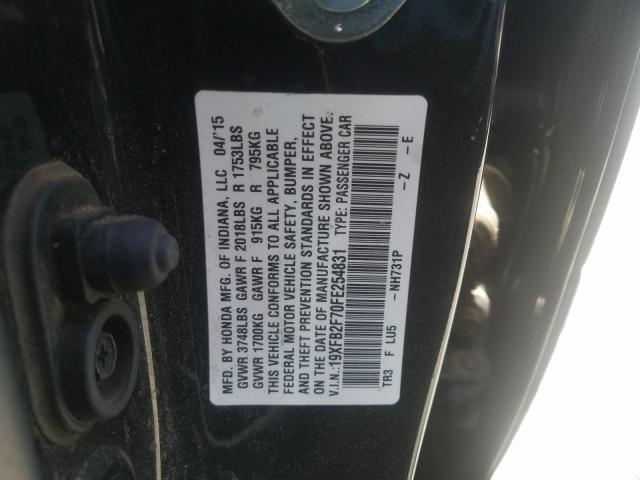 MFD. BY HONDA MFG. OF INDIANA, LLC 04/'15
GVWR 3748LBS GAWR F 2018LBS R 1753LBS
GVWR 1700KG GAWR F 915KG R 795KG
THIS VEHICLE CONFORMS TO ALL APPLICABLE
FEDERAL MOTOR VEHICLE SAFETY, BUMPER,
AND THEFT PREVENTION STANDARDS IN EFFECT
ON THE DATE OF MANUFACTURE SHOWN ABOVE.
V.I.N.:19XFB2F70FE254831 TYPE: PASSENGER CAR
TR3 F LU5 –NH731P –Z –E